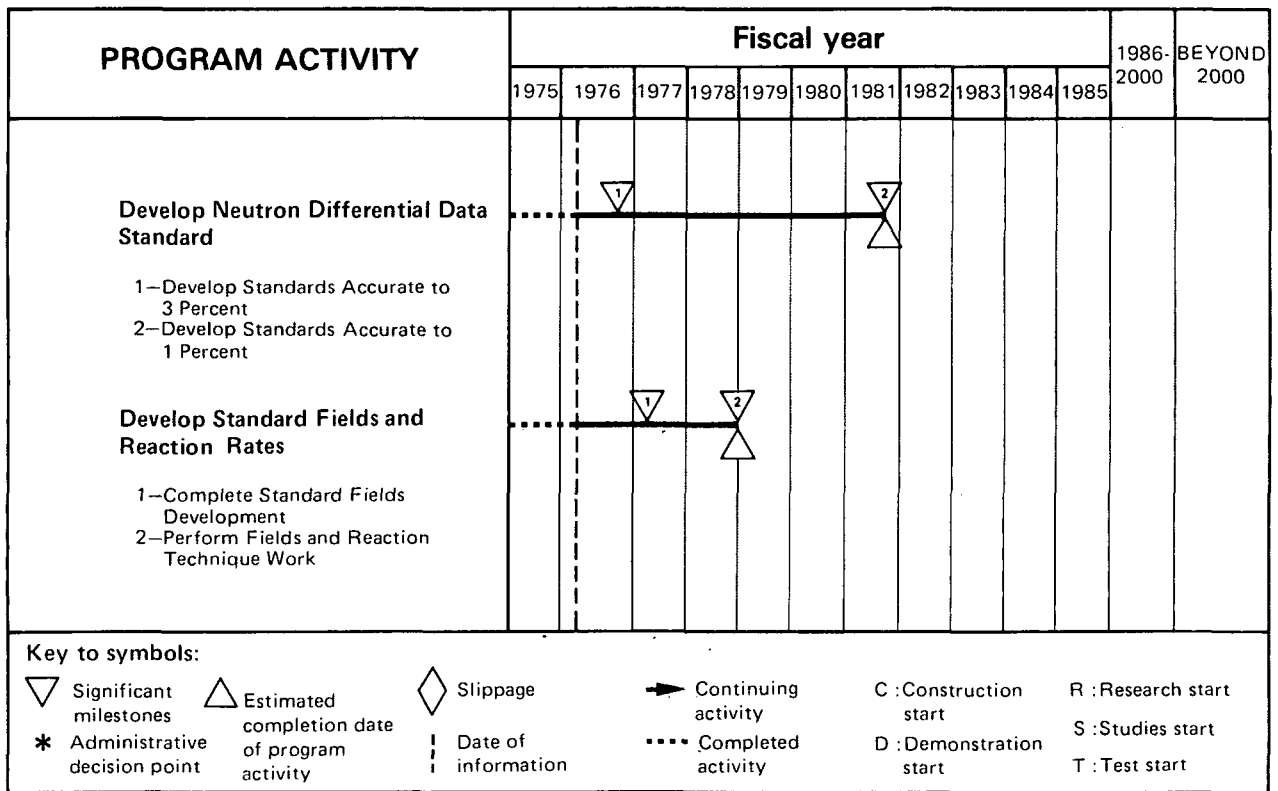 PROGRAM ACTIVITY
Fiscal year
1975 1976 1977 1978 1979 1980 1981 1982 1983 1984 1985
1986-
2000
BEYOND
2000
Develop Neutron Differential Data
Standard
1 2
1—Develop Standards Accurate to
3 Percent
2—Develop Standards Accurate to
1 Percent
Develop Standard Fields and
Reaction Rates
1 2
1—Complete Standard Fields
Development
2—Perform Fields and Reaction
Technique Work
Key to symbols:
Significant
milestones
* Administrative
decision point
Estimated
completion date
of program
activity
Slippage
Date of
information
Continuing
activity
Completed
activity
C :Construction
start
D :Demonstration
start
R :Research start
S :Studies start
T :Test start